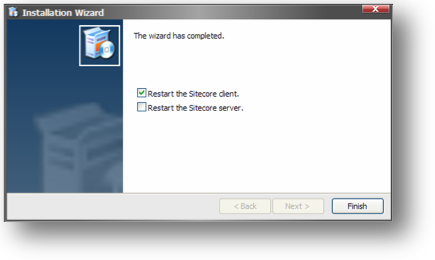 Installation Wizard
The wizard has completed.
Restart the Sitecore client.
Restart the Sitecore server.
< Back Next > Finish